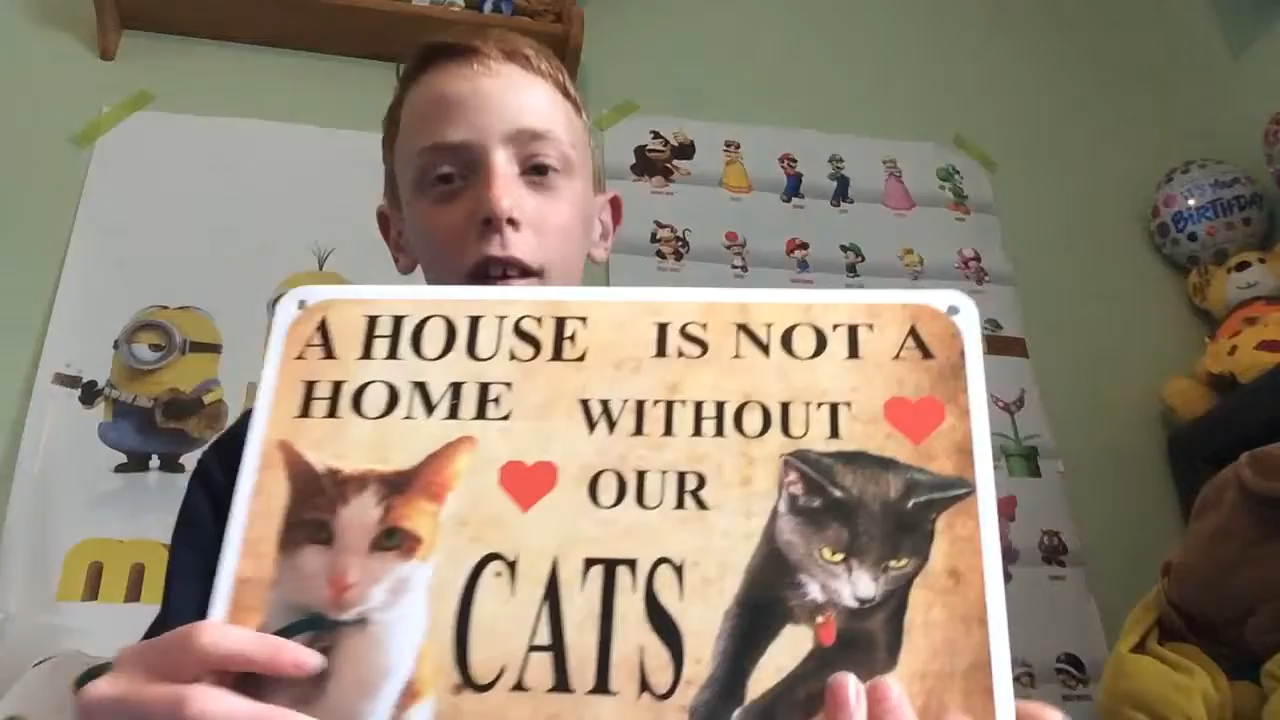 IT'S YOUR
BIRTHDAY
A HOUSE IS NOT A
HOME WITHOUT
OUR
CATS